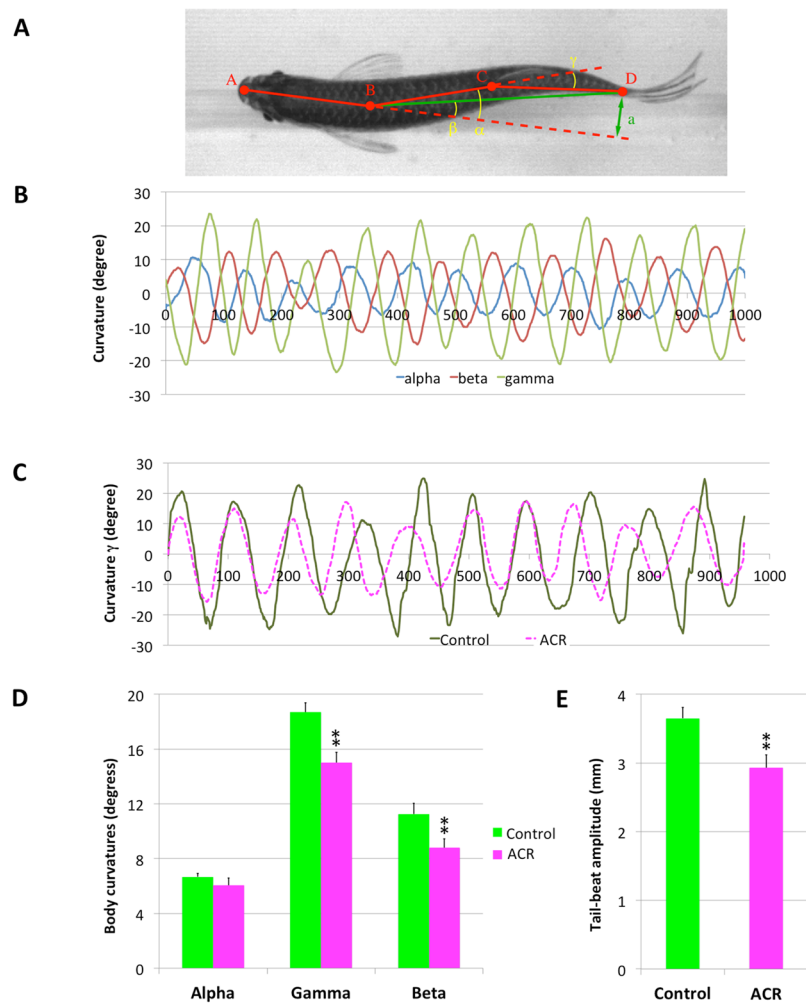 A
A
B
C
γ
D
β
α
a
B
Curvature (degree)
30
20
10
0
-10
-20
-30
0 100 200 300 400 500 600 700 800 900 1000
alpha beta gamma
C
Curvature γ (degree)
30
20
10
0
-10
-20
-30
0 100 200 300 400 500 600 700 800 900 1000
Control ACR
D
Body curvatures (degress)
20
16
12
8
4
0
**
**
Alpha Gamma Beta
Control
ACR
E
Tail-beat amplitude (mm)
4
3
2
1
0
**
Control ACR